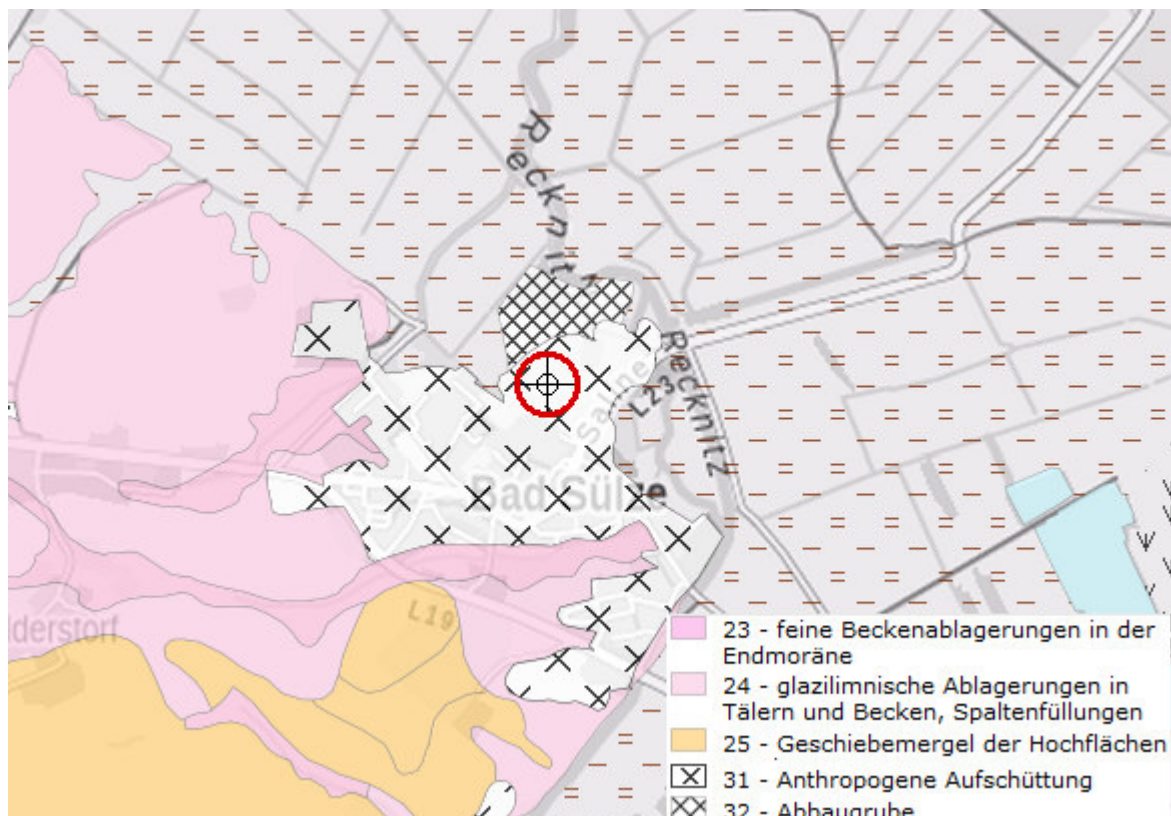 Recknitz
Recknitz
L23
Saline
Bad Sülze
L19
lderstorf
23 - feine Beckenablagerungen in der
Endmoräne
24 - glazilimnische Ablagerungen in
Tälern und Becken, Spaltenfüllungen
25 - Geschiebemergel der Hochflächen
31 - Anthropogene Aufschüttung
32 - Abbaugrube